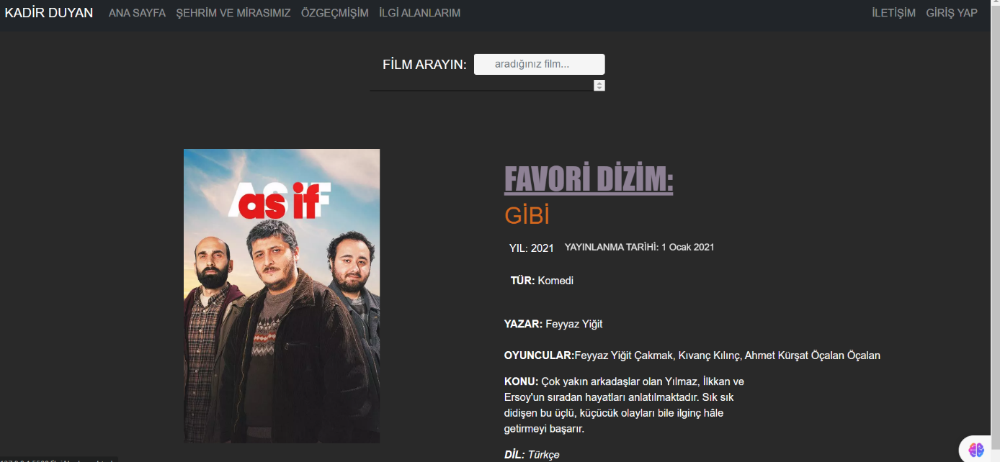 KADİR DUYAN ANA SAYFA ŞEHRİM VE MİRASIMIZ ÖZGEÇMİŞİM İLGİ ALANLARIM İLETİŞİM GİRİŞ YAP
FİLM ARAYIN: aradığınız film...
AS IF
as if
FAVORİ DİZİM:
GİBİ
YIL: 2021 YAYINLANMA TARİHİ: 1 Ocak 2021
TÜR: Komedi
YAZAR: Feyyaz Yiğit
OYUNCULAR:Feyyaz Yiğit Çakmak, Kıvanç Kılınç, Ahmet Kürşat Öçalan Öçalan
KONU: Çok yakın arkadaşlar olan Yılmaz, İlkkan ve
Ersoy'un sıradan hayatları anlatılmaktadır. Sık sık
didişen bu üçlü, küçücük olayları bile ilginç hâle
getirmeyi başarır.
DİL: Türkçe